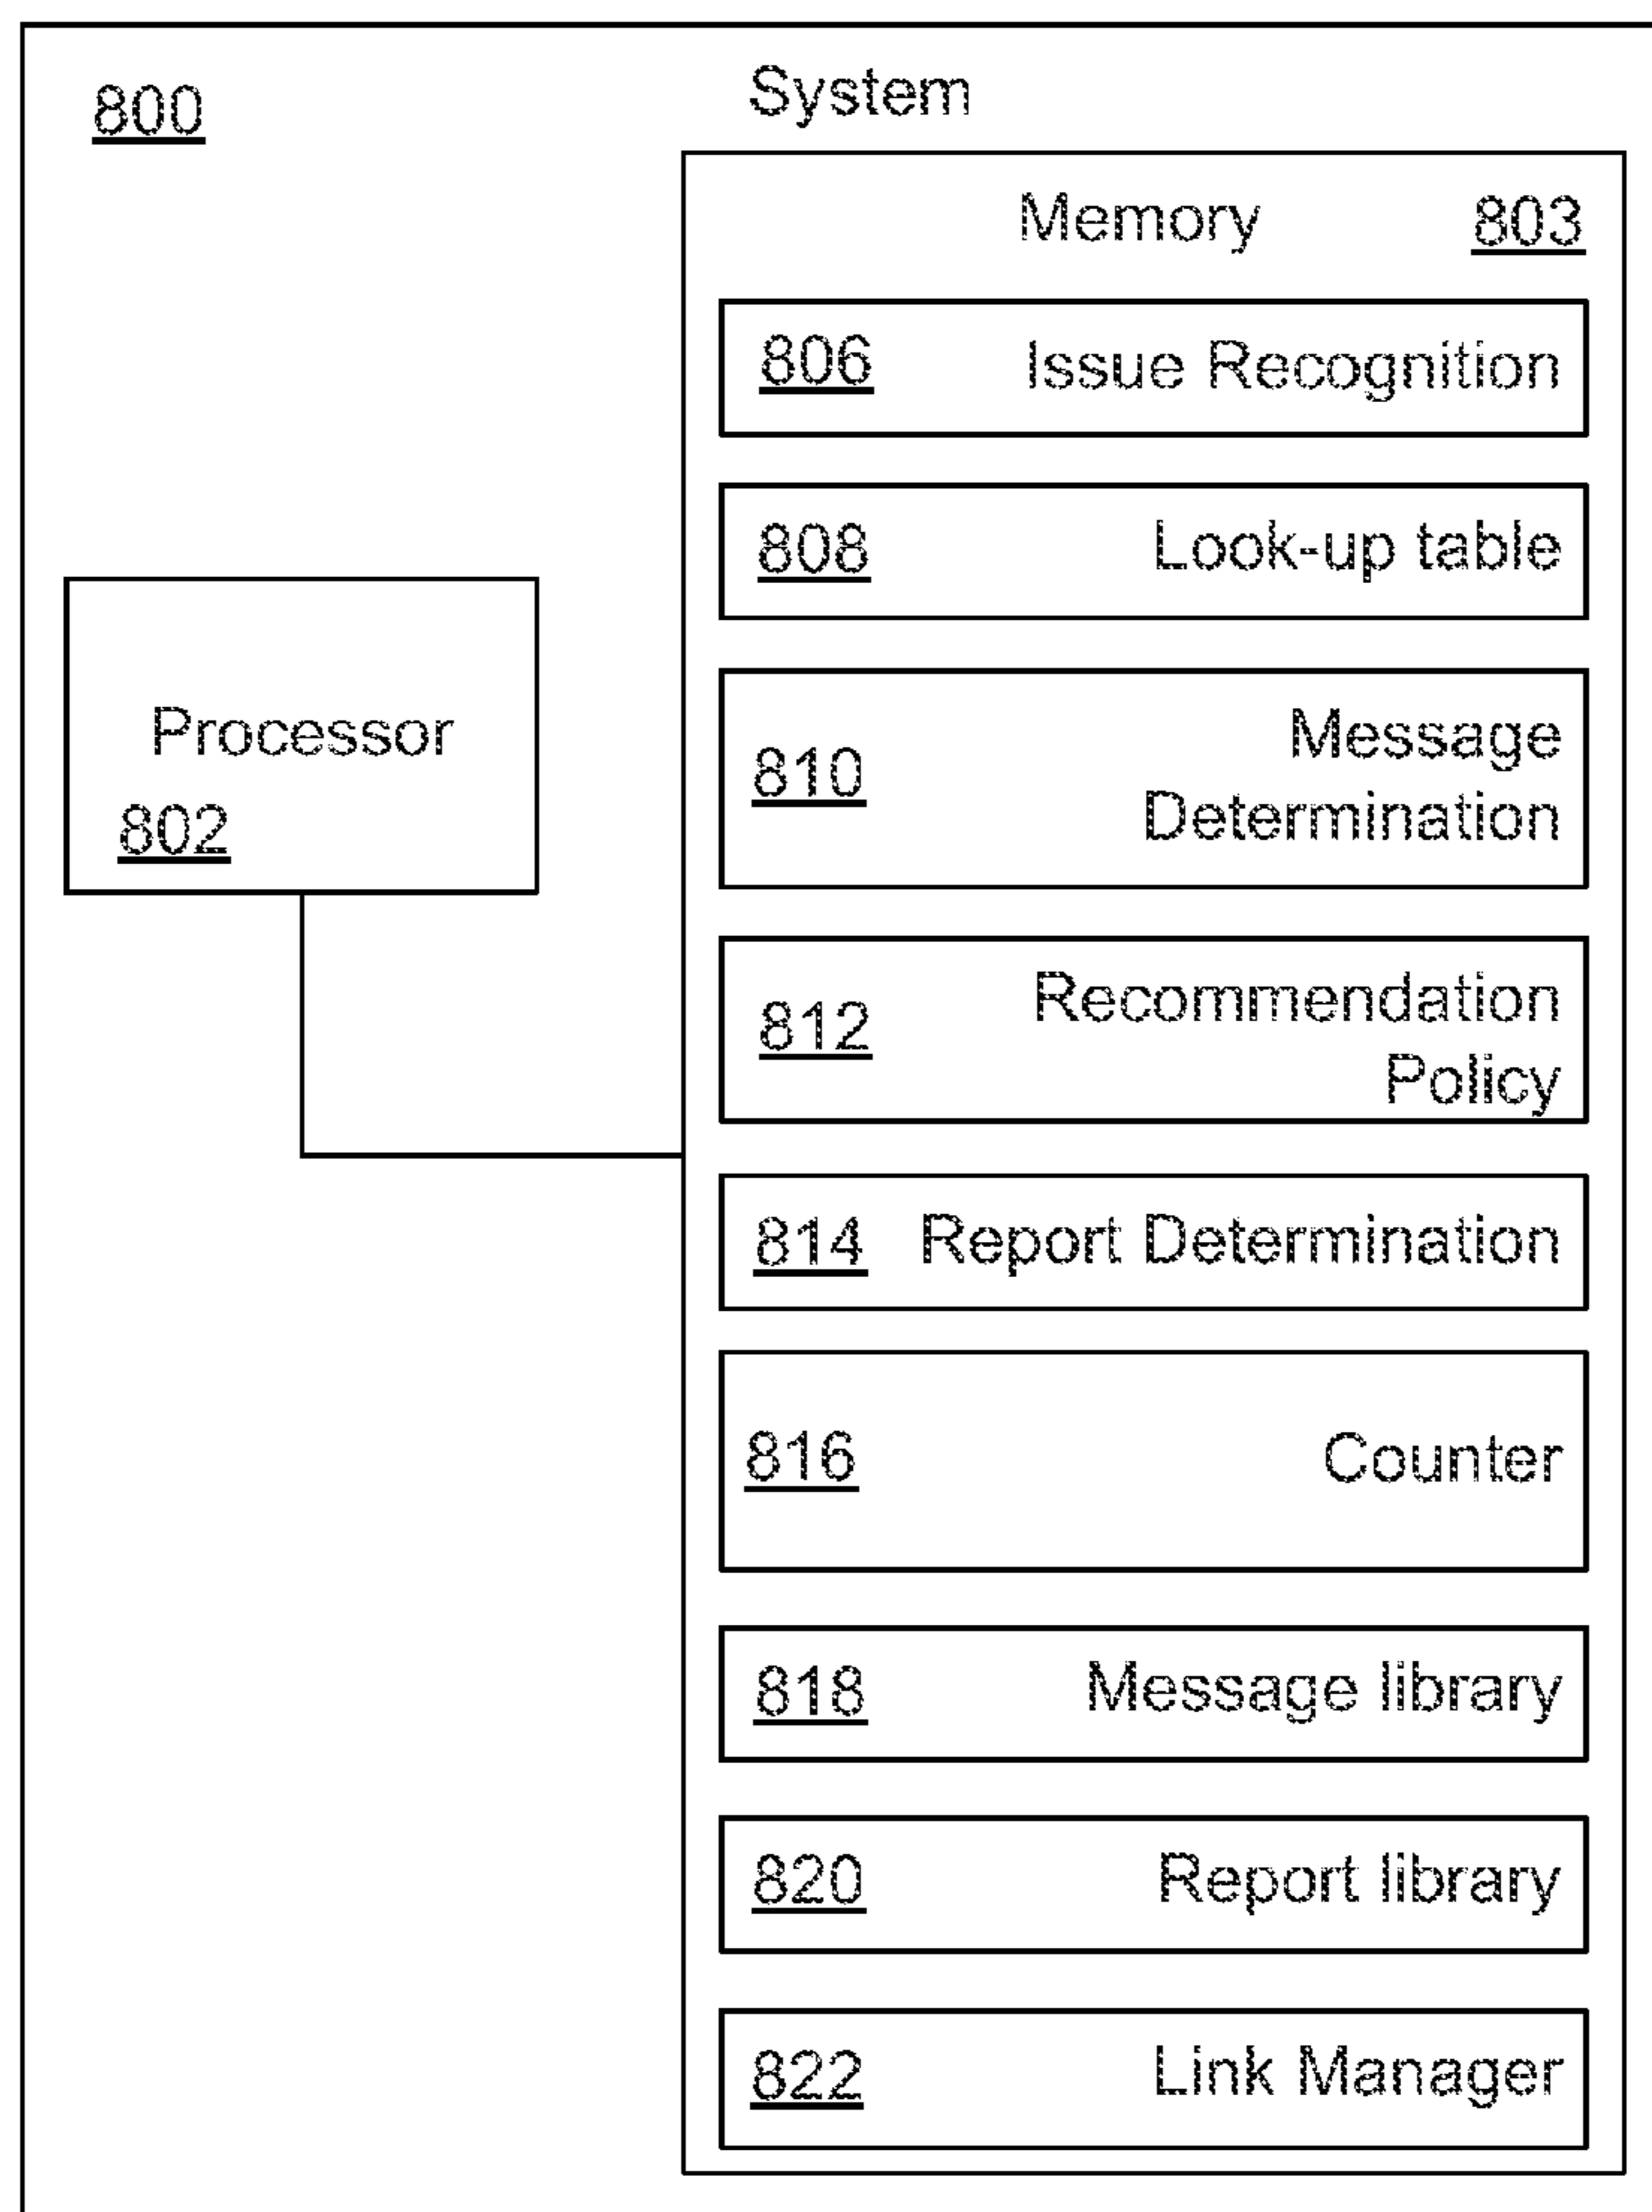 800
System
Memory 803
806 Issue Recognition
808 Look-up table
Processor
802
810 Message
Determination
812 Recommendation
Policy
814 Report Determination
816 Counter
818 Message library
820 Report library
822 Link Manager